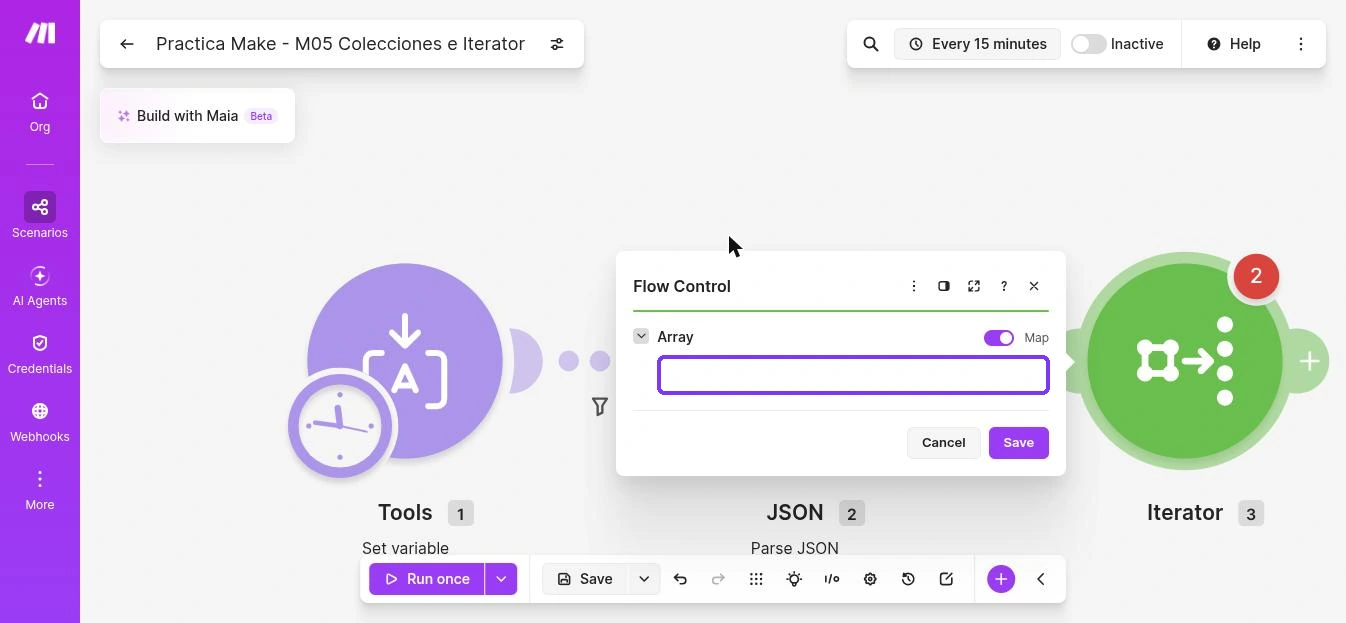 Practica Make - M05 Colecciones e Iterator
Every 15 minutes
Inactive
Help
Build with Maia Beta
Org
Scenarios
AI Agents
Credentials
Webhooks
More
2
Flow Control
?
Array
Map
Cancel
Save
A
Tools 1
Set variable
JSON 2
Parse JSON
Iterator 3
Run once
Save